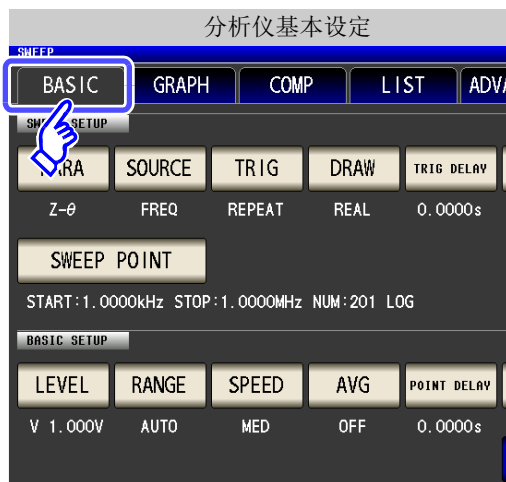 分析仪基本设定
SWEEP
BASIC GRAPH COMP LIST
SETUP
SOURCE TRIG DRAW TRIG DELAY
Z-θ FREQ REPEAT REAL 0.0000s
SWEEP POINT
START:1.0000kHz STOP:1.0000MHz NUM:201 LOG
BASIC SETUP
LEVEL RANGE SPEED AVG POINT DELAY
V 1.000V AUTO MED OFF 0.0000s